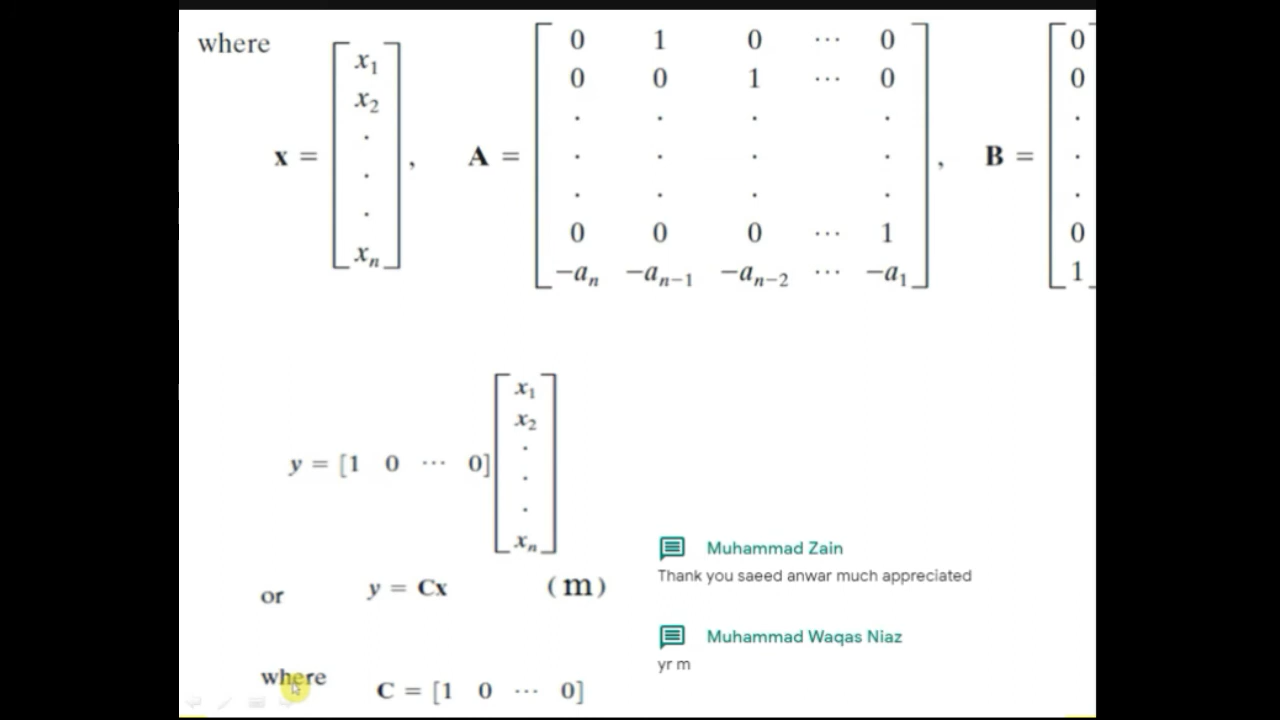 where
x = [x₁ x₂ . . . xₙ], A = [0 1 0 ⋯ 0
0 0 1 ⋯ 0
. . . .
. . . .
. . . .
0 0 0 ⋯ 1
−aₙ −aₙ₋₁ −aₙ₋₂ ⋯ −a₁], B = [0 0 . . . 0 1]
y = [1 0 ⋯ 0] [x₁ x₂ . . . xₙ]
or y = Cx (m)
where C = [1 0 ⋯ 0]
Muhammad Zain
Thank you saeed anwar much appreciated
Muhammad Waqas Niaz
yr m